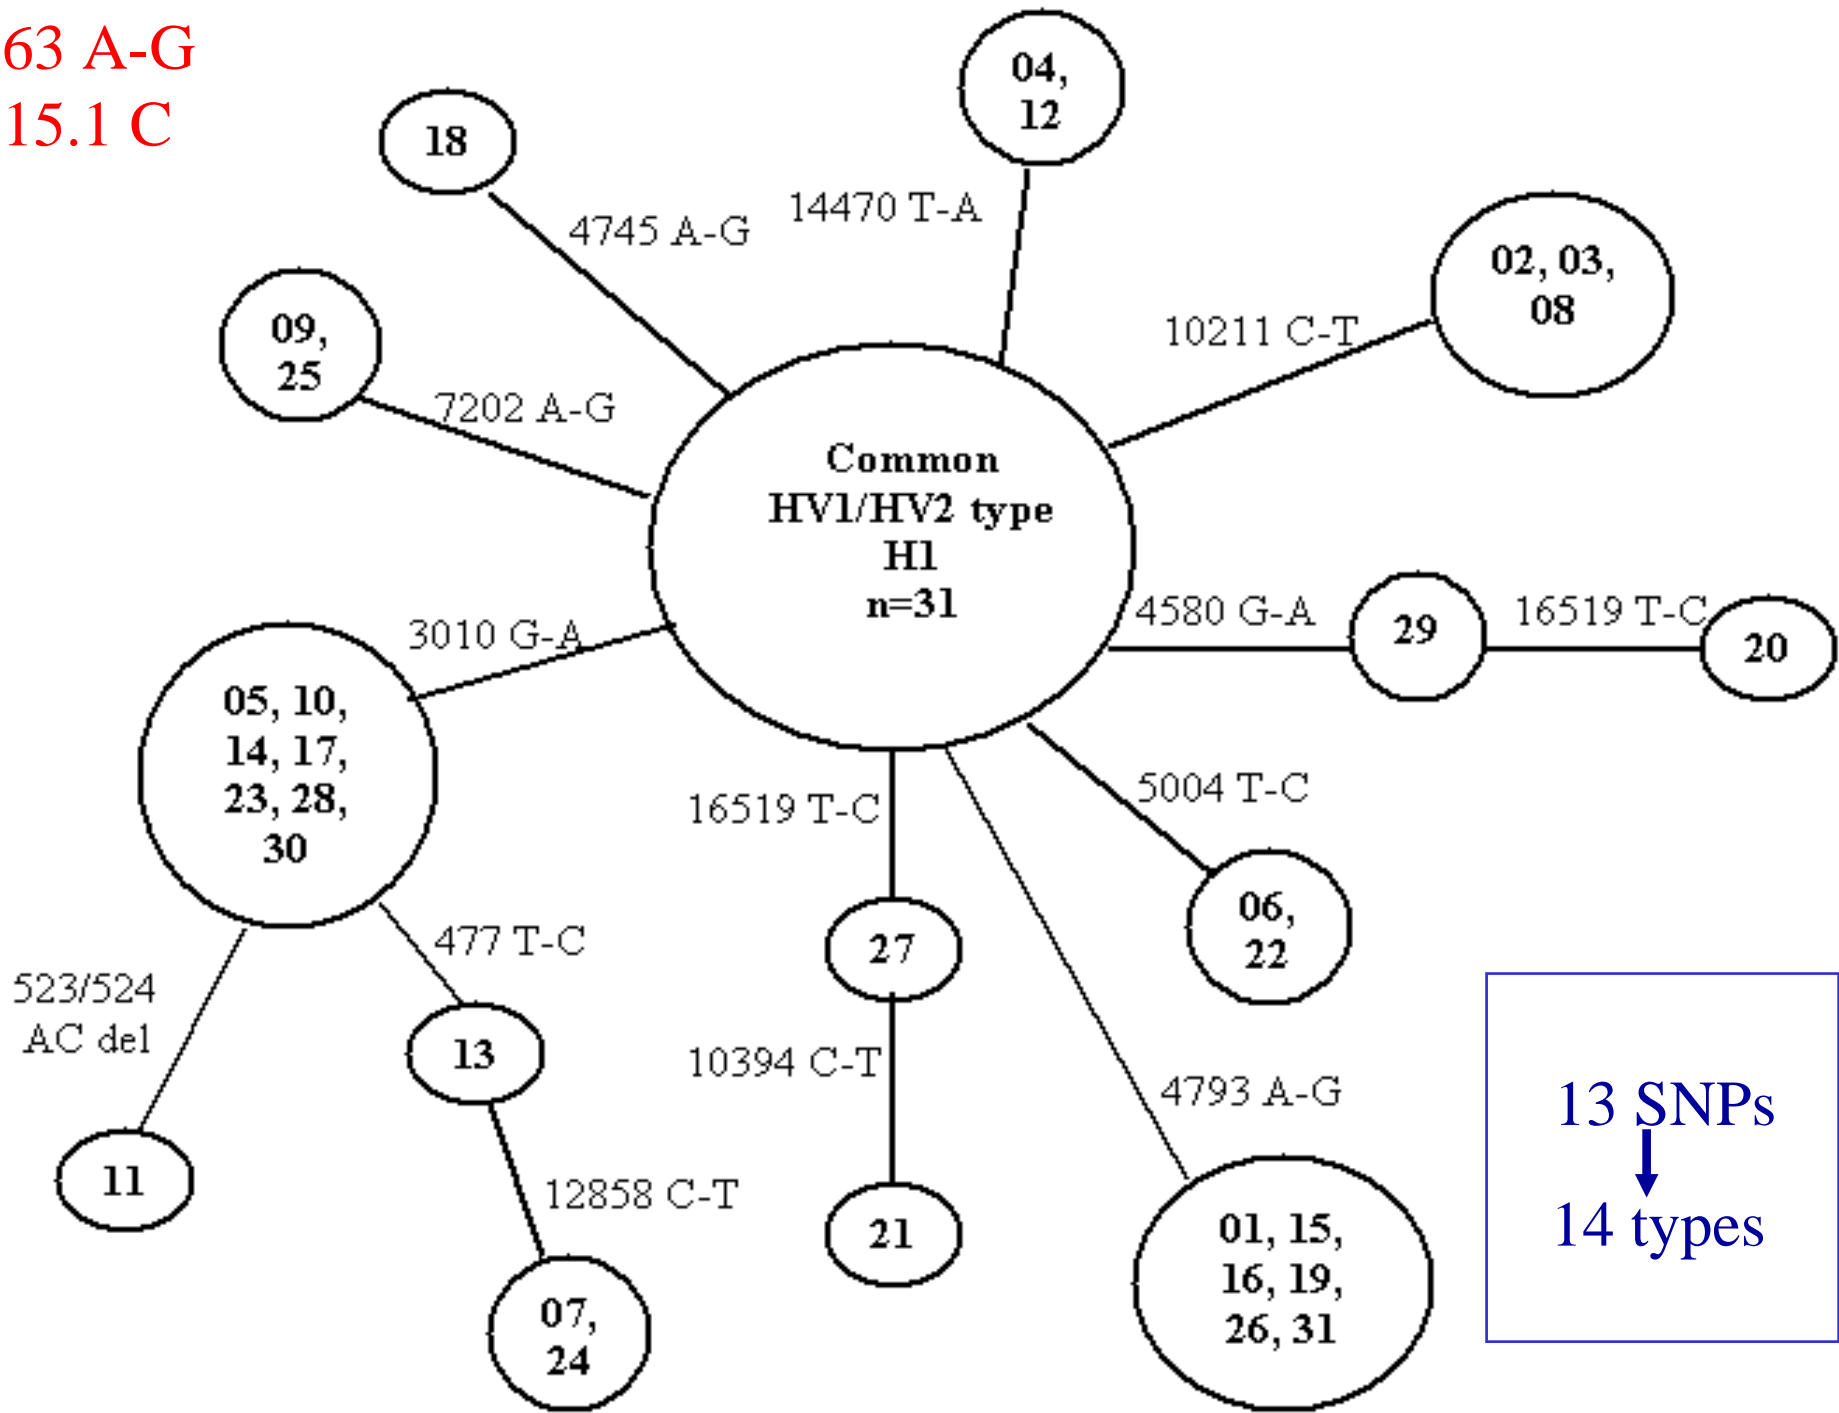 63 A-G
15.1 C
18
04,
12
4745 A-G
14470 T-A
02, 03,
08
09,
25
10211 C-T
7202 A-G
Common
HV1/HV2 type
H1
n=31
3010 G-A
4580 G-A
29
16519 T-C
20
05, 10,
14, 17,
23, 28,
30
16519 T-C
5004 T-C
06,
22
477 T-C
27
523/524
AC del
13
10394 C-T
4793 A-G
11
12858 C-T
21
01, 15,
16, 19,
26, 31
07,
24
13 SNPs
14 types